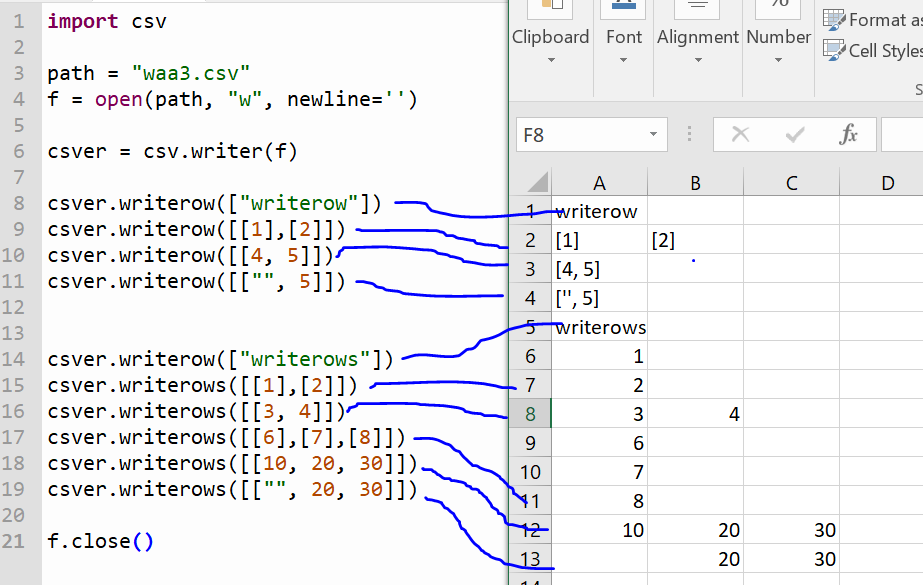 1 import csv
2
3 path = "waa3.csv"
4 f = open(path, "w", newline='')
5
6 csver = csv.writer(f)
7
8 csver.writerow(["writerow"])
9 csver.writerow([[1],[2]])
10 csver.writerow([[4, 5]])
11 csver.writerow([["", 5]])
12
13
14 csver.writerow(["writerows"])
15 csver.writerows([[1],[2]])
16 csver.writerows([[3, 4]])
17 csver.writerows([[6],[7],[8]])
18 csver.writerows([[10, 20, 30]])
19 csver.writerows([["", 20, 30]])
20
21 f.close()
%
Format as
Clipboard Font Alignment Number
Cell Styles
S
F8 fx
A B C D
1 writerow
2 [1] [2]
3 [4, 5]
4 ['', 5]
5 writerows
6 1
7 2
8 3 4
9 6
10 7
11 8
12 10 20 30
13 20 30
14